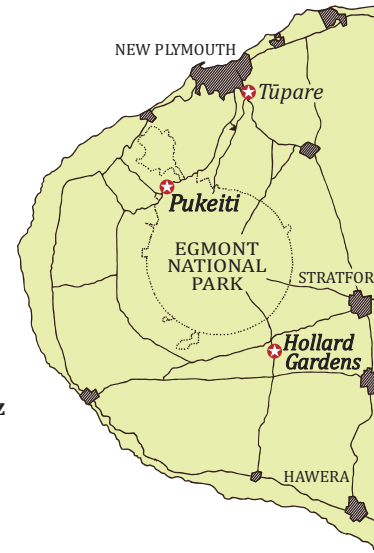 NEW PLYMOUTH
Tūpare
Pukeiti
EGMONT
NATIONAL
PARK
STRATFOR
Hollard
Gardens
z
HAWERA